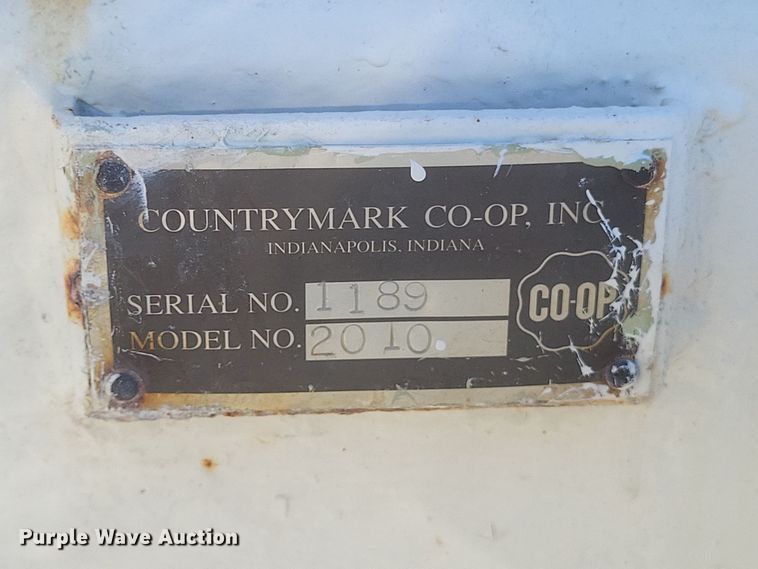 COUNTRYMARK CO-OP, INC
INDIANAPOLIS, INDIANA
SERIAL NO. 1189
MODEL NO. 2010
CO-OP
Purple Wave Auction